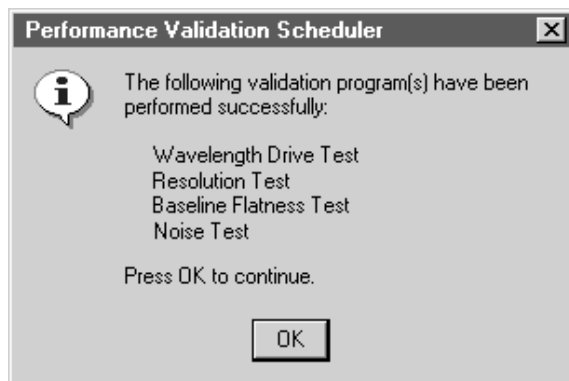 Performance Validation Scheduler
The following validation program(s) have been
performed successfully:
Wavelength Drive Test
Resolution Test
Baseline Flatness Test
Noise Test
Press OK to continue.
OK